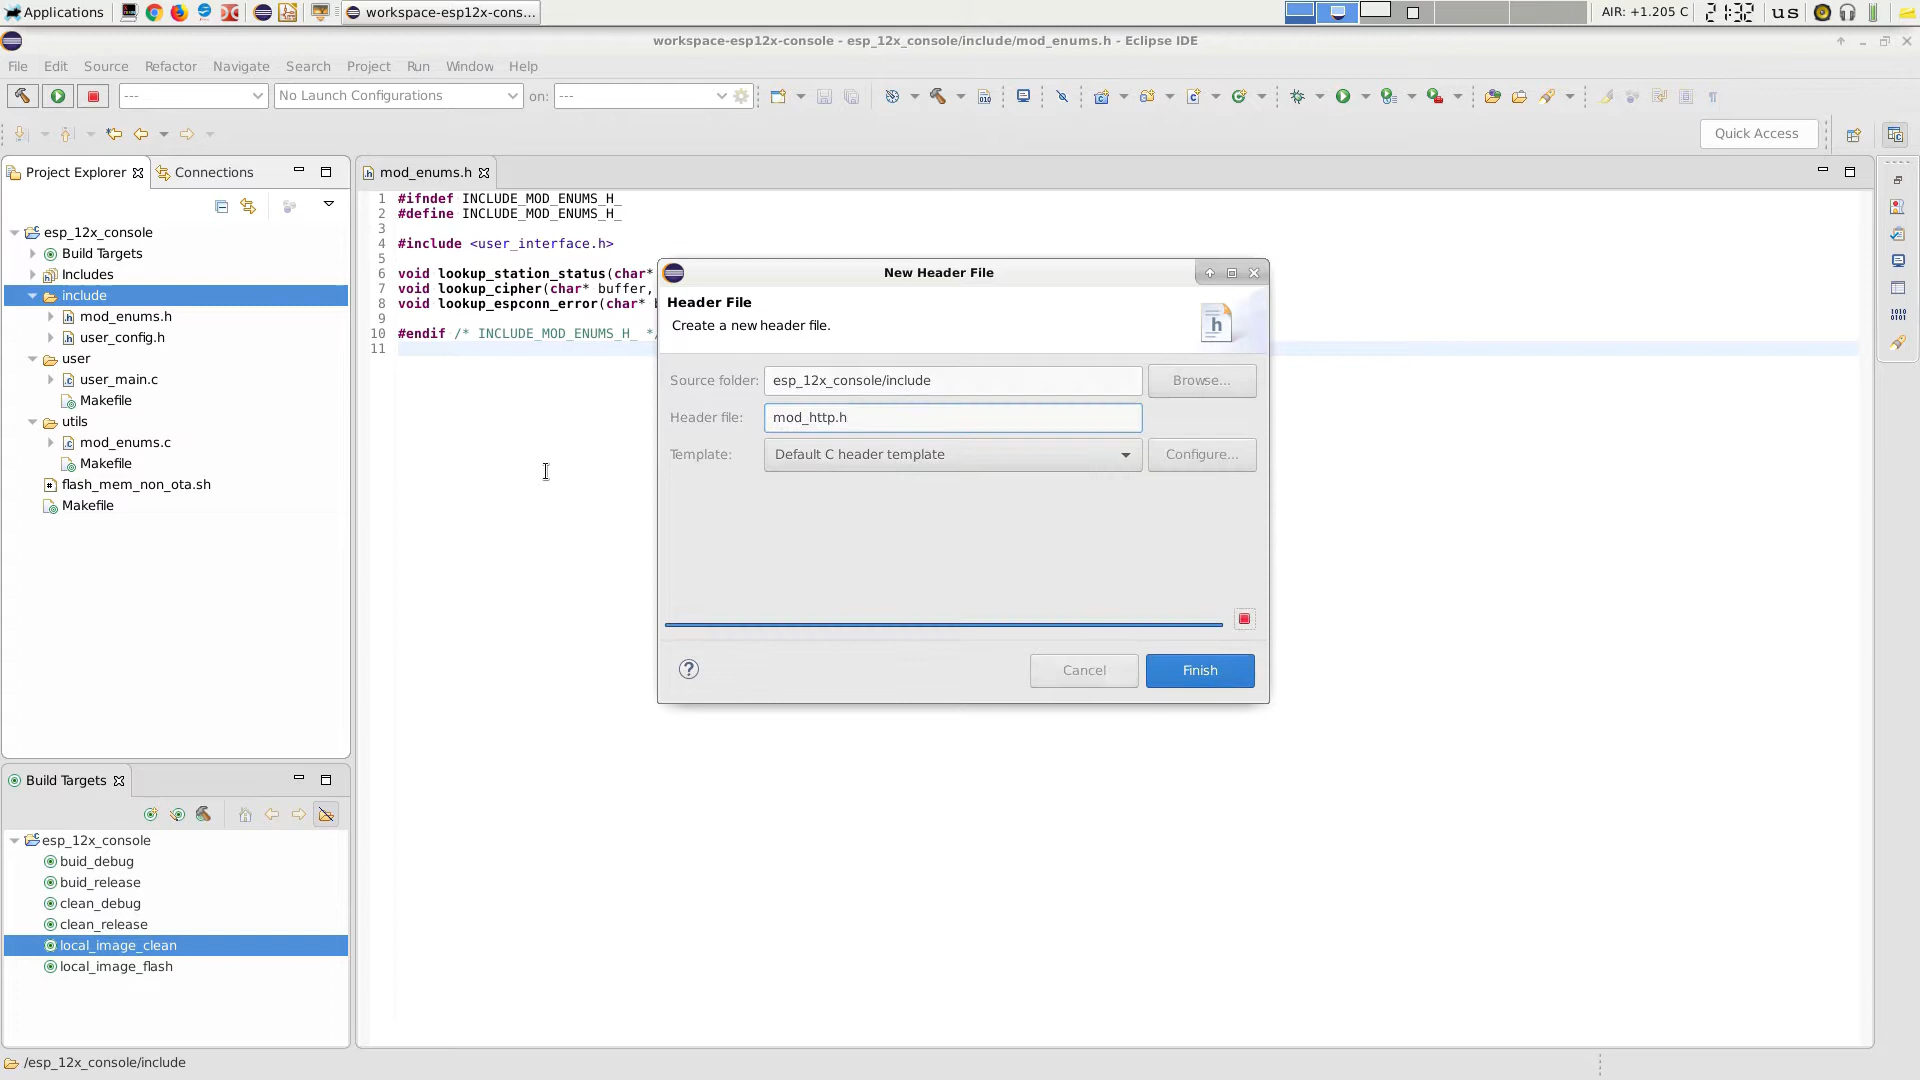 Applications workspace-esp12x-cons... AIR: +1.205 C 21:32 us
workspace-esp12x-console - esp_12x_console/include/mod_enums.h - Eclipse IDE
File Edit Source Refactor Navigate Search Project Run Window Help
--- No Launch Configurations on: ---
Quick Access
Project Explorer Connections
esp_12x_console
Build Targets
Includes
include
mod_enums.h
user_config.h
user
user_main.c
Makefile
utils
mod_enums.c
Makefile
flash_mem_non_ota.sh
Makefile
mod_enums.h
1 #ifndef INCLUDE_MOD_ENUMS_H_
2 #define INCLUDE_MOD_ENUMS_H_
3
4 #include <user_interface.h>
5
6 void lookup_station_status(char*
7 void lookup_cipher(char* buffer,
8 void lookup_espconn_error(char*
9
10 #endif /* INCLUDE_MOD_ENUMS_H_ */
11
New Header File
Header File
Create a new header file.
h
Source folder: esp_12x_console/include Browse...
Header file: mod_http.h
Template: Default C header template Configure...
? Cancel Finish
Build Targets
esp_12x_console
buid_debug
buid_release
clean_debug
clean_release
local_image_clean
local_image_flash
/esp_12x_console/include